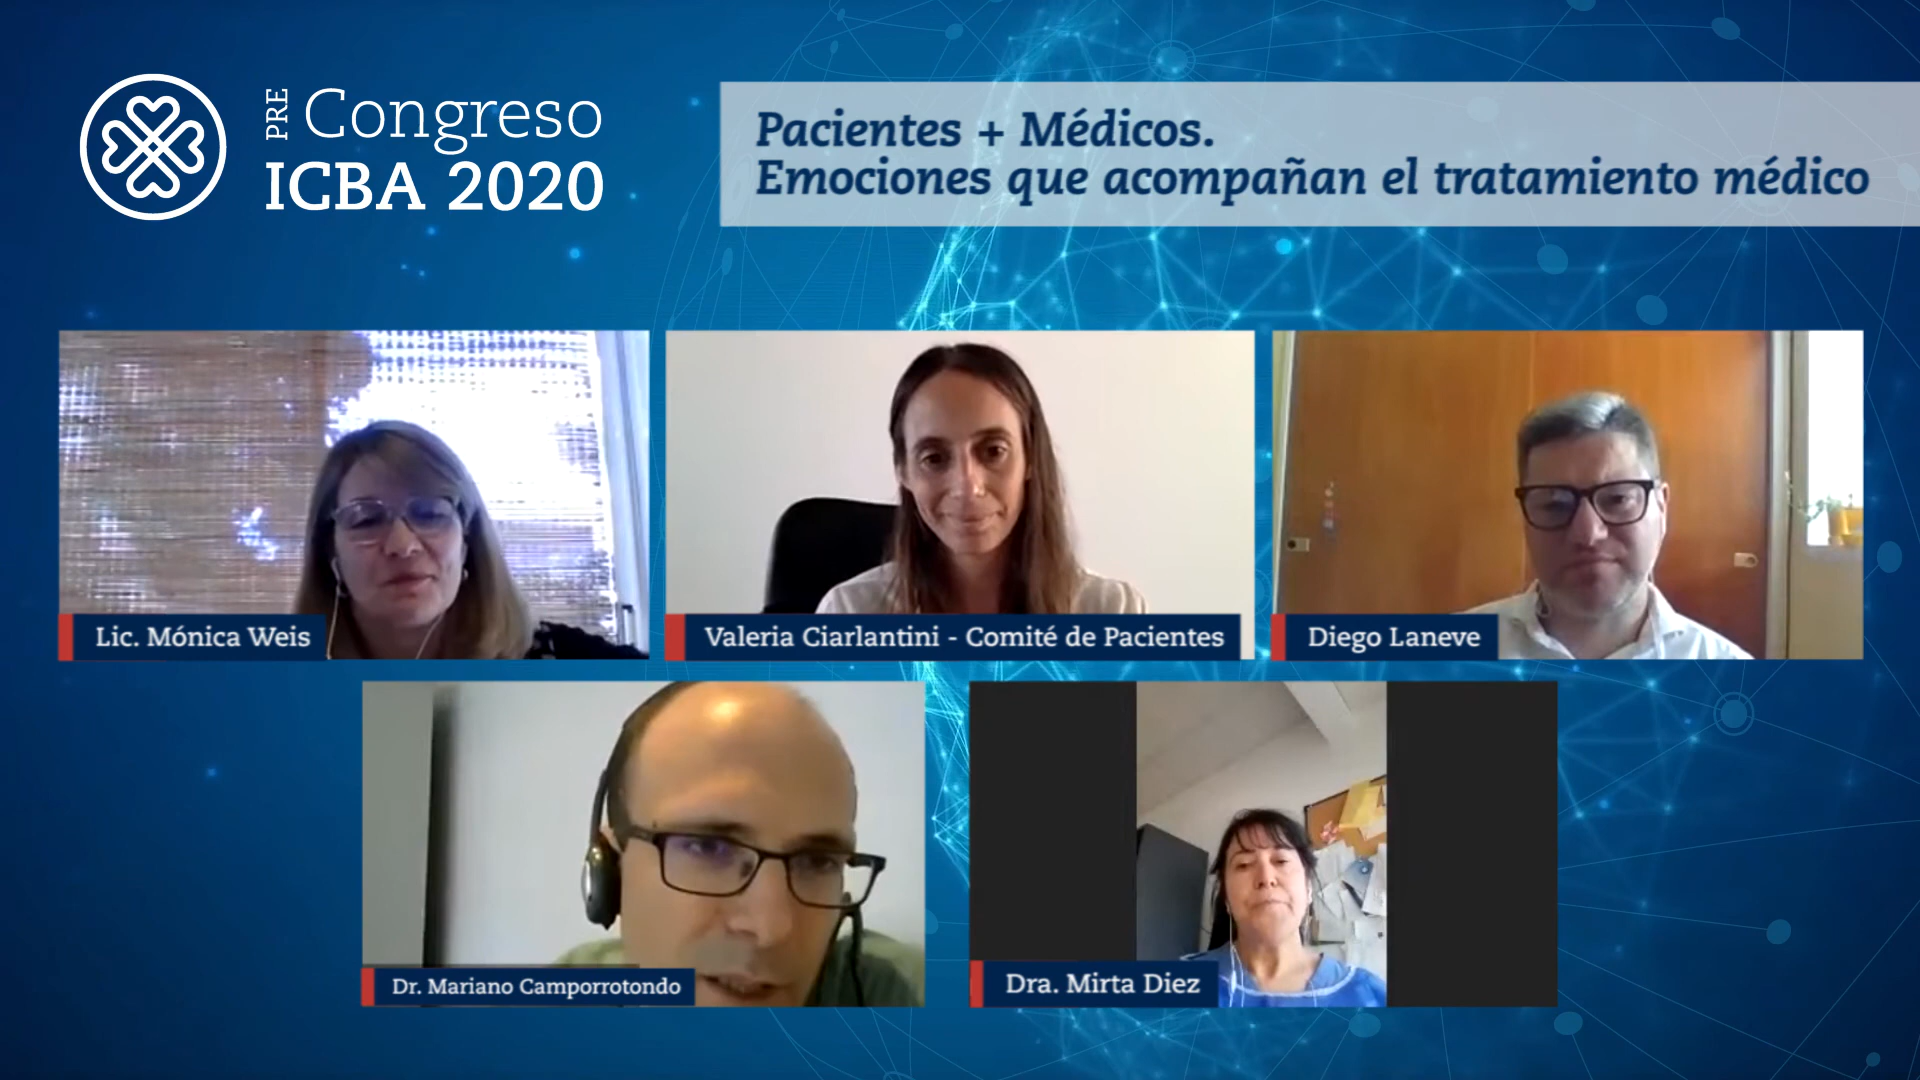 PRE Congreso
ICBA 2020
Pacientes + Médicos.
Emociones que acompañan el tratamiento médico
Lic. Mónica Weis
Valeria Ciarlantini - Comité de Pacientes
Diego Laneve
Dr. Mariano Camporrotondo
Dra. Mirta Diez